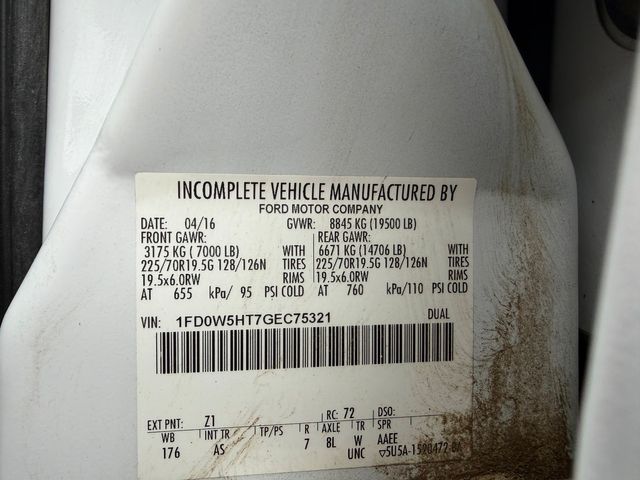 INCOMPLETE VEHICLE MANUFACTURED BY
FORD MOTOR COMPANY
DATE: 04/16 GVWR: 8845 KG (19500 LB)
FRONT GAWR: REAR GAWR:
3175 KG ( 7000 LB) WITH 6671 KG (14706 LB) WITH
225/70R19.5G 128/126N TIRES 225/70R19.5G 128/126N TIRES
19.5x6.0RW RIMS 19.5x6.0RW RIMS
AT 655 kPa/ 95 PSI COLD AT 760 kPa/110 PSI COLD
VIN: 1FD0W5HT7GEC75321 DUAL
EXT PNT: Z1 RC: 72 DSO:
WB INT TR TP/PS R AXLE TR SPR
176 AS 7 8L W AAEE
UNC